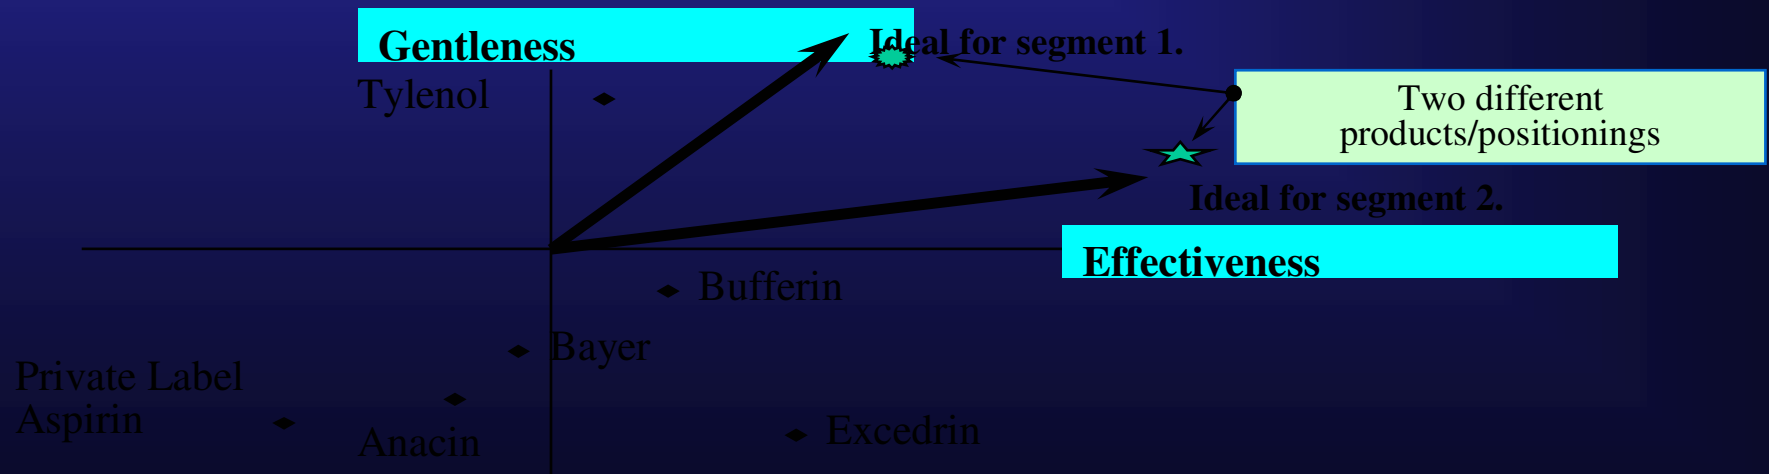 Gentleness
Ideal for segment 1.
Tylenol
Two different
products/positionings
Ideal for segment 2.
Effectiveness
Bufferin
Bayer
Private Label
Aspirin
Anacin
Excedrin